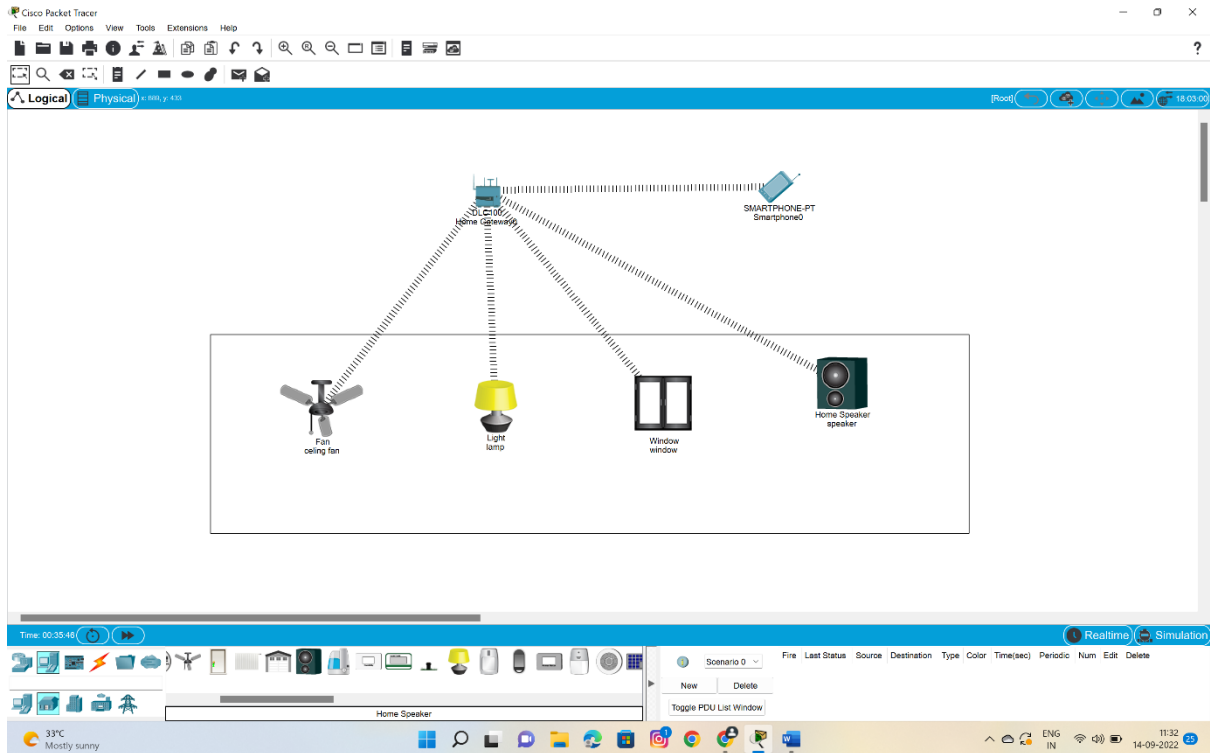 Cisco Packet Tracer
File Edit Options View Tools Extensions Help
?
Logical Physical x: 600, y: 433 [Root] 18:03:00
DLC100
Home Gateway0
SMARTPHONE-PT
Smartphone0
Fan
celing fan
Light
lamp
Window
window
Home Speaker
speaker
Time: 00:35:46 Realtime Simulation
Scenario 0 Fire Last Status Source Destination Type Color Time(sec) Periodic Num Edit Delete
New Delete
Toggle PDU List Window
Home Speaker
33°C
Mostly sunny
ENG
IN
11:32
14-09-2022
25